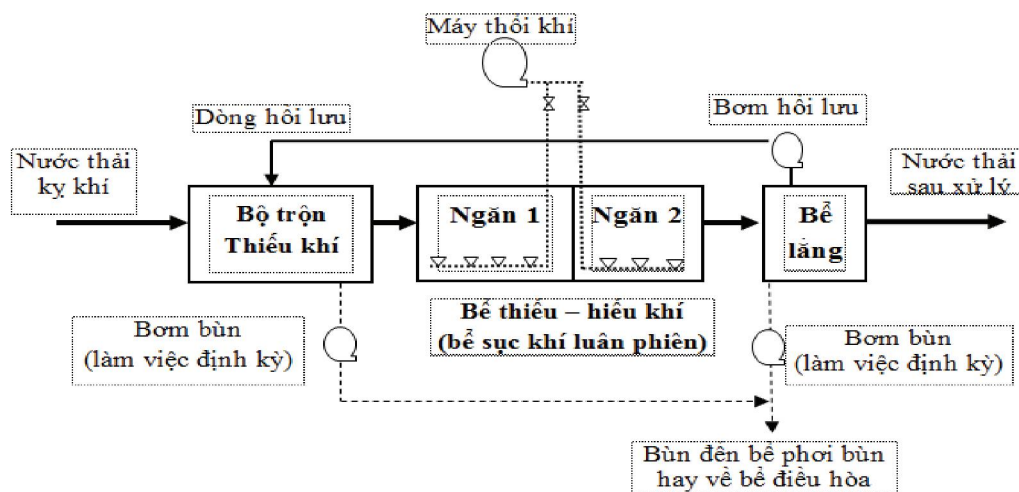 Máy thổi khí
Dòng hồi lưu
Bơm hồi lưu
Nước thải
kỵ khí
Nước thải
sau xử lý
Bộ trộn
Thiếu khí
Ngăn 1
Ngăn 2
Bể
lắng
Bể thiếu – hiếu khí
(bể sục khí luân phiên)
Bơm bùn
(làm việc định kỳ)
Bơm bùn
(làm việc định kỳ)
Bùn đến bể phơi bùn
hay về bể điều hòa